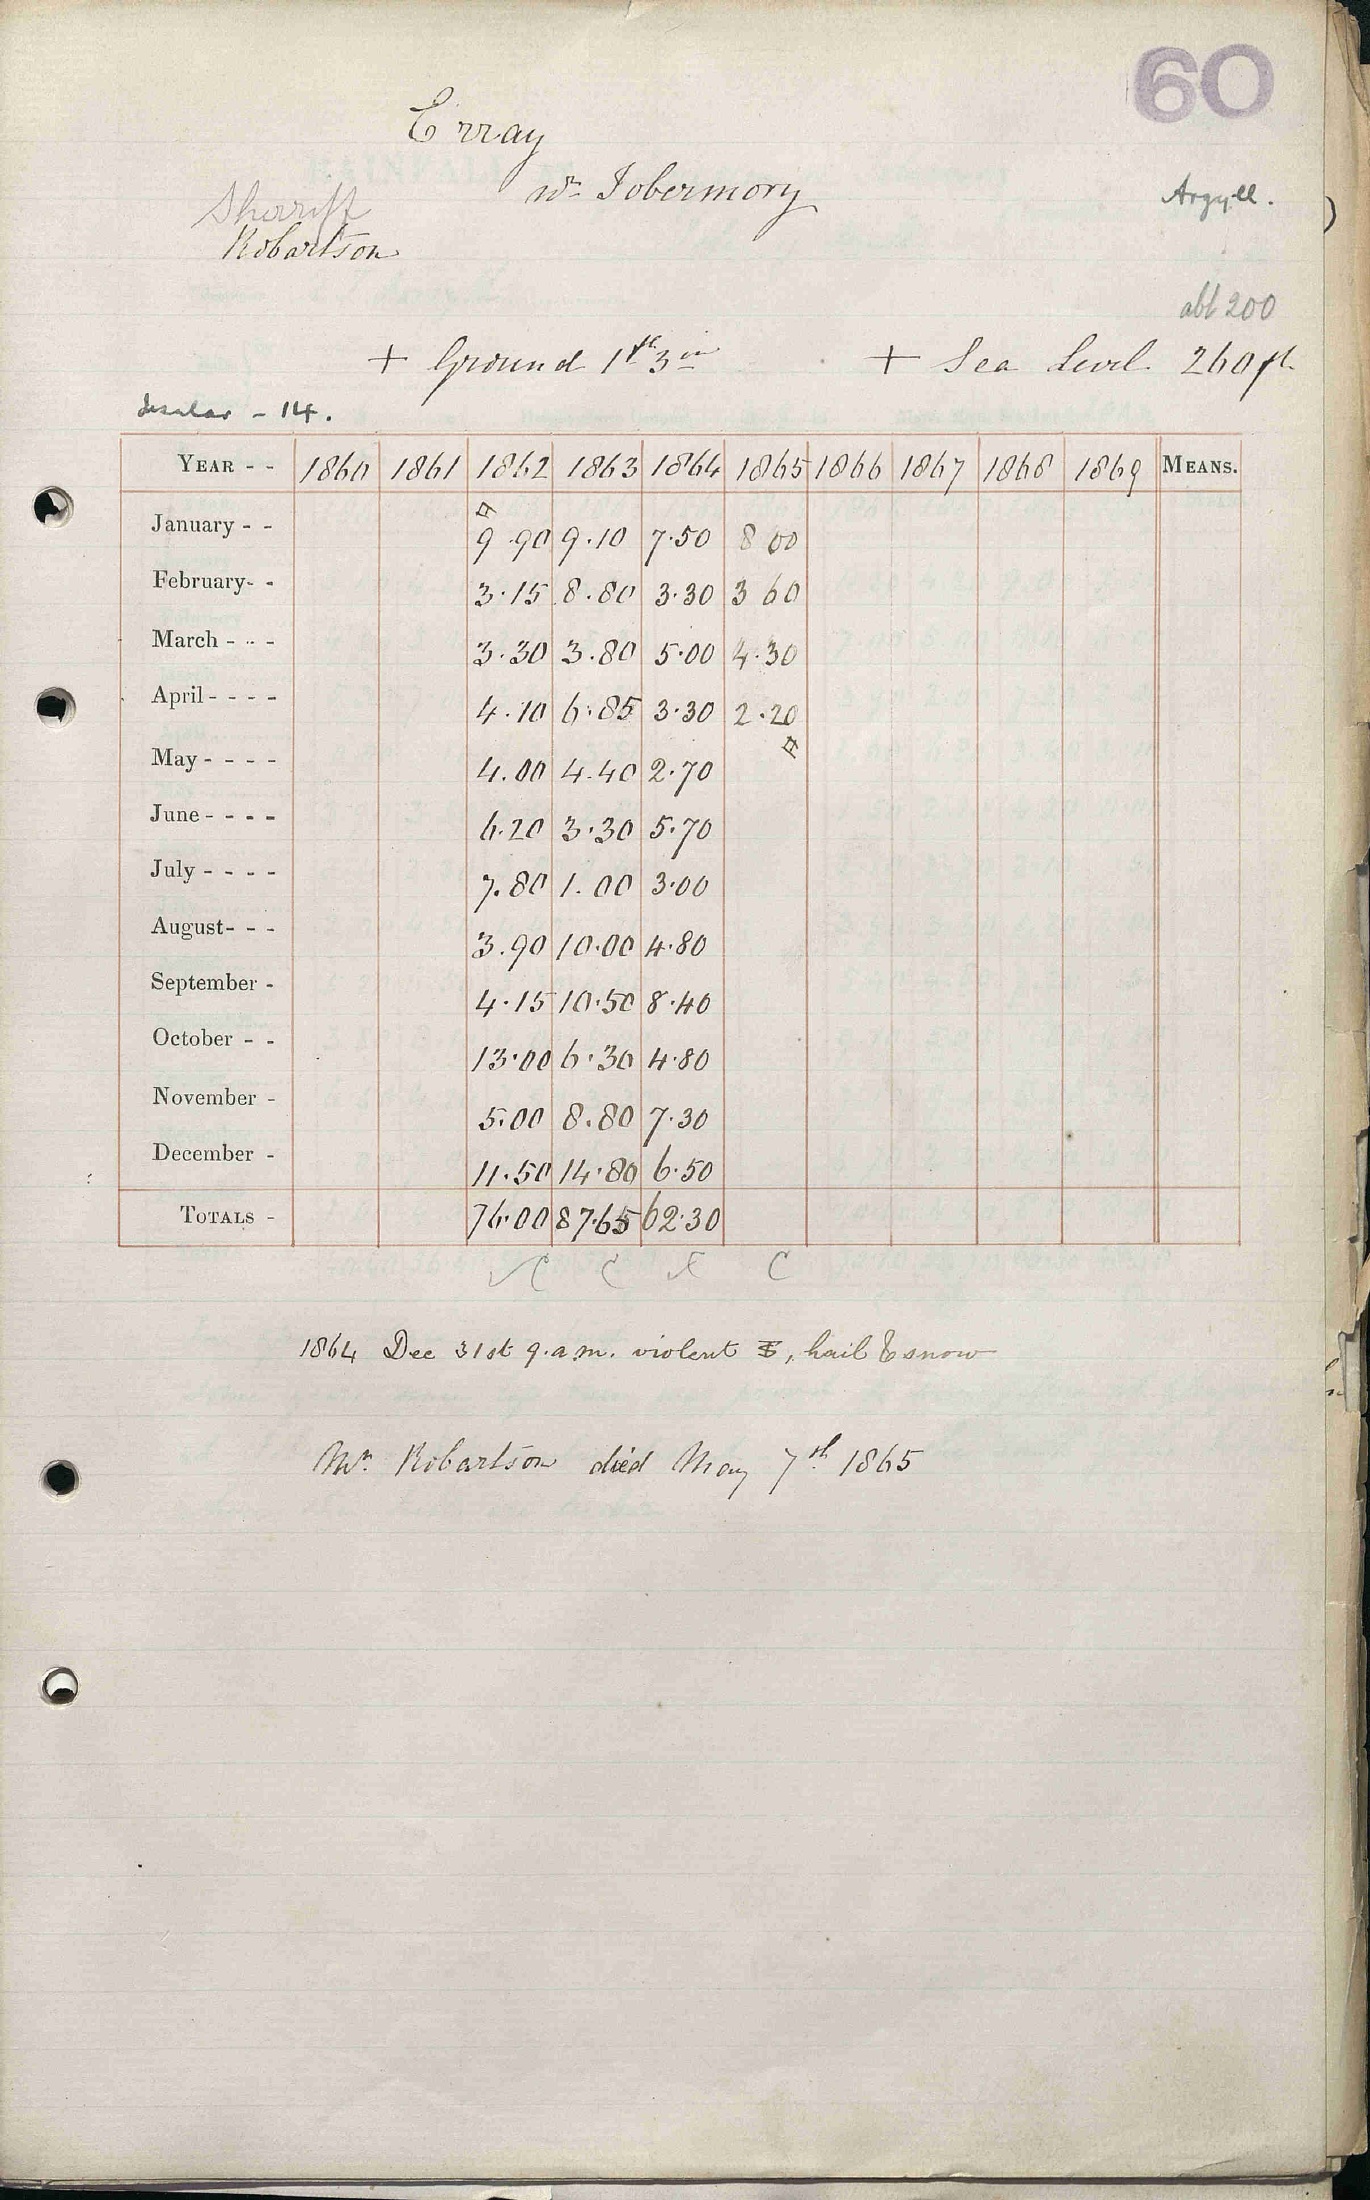 60
Erray
nr Tobermory
Argyll.
Sherriff
Robertson
abt 200
+ Ground 1 ft 3 in + Sea Level 260 ft
Insular - 14.
YEAR - - 1860 1861 1862 1863 1864 1865 1866 1867 1868 1869 MEANS.
January - - 9.90 9.10 7.50 8 00
February- - 3.15 8.80 3.30 3 60
March - - - 3.30 3.80 5.00 4.30
April - - - - 4.10 6.85 3.30 2.20
May - - - - 4.00 4.40 2.70
June - - - - 6.20 3.30 5.70
July - - - - 7.80 1.00 3.00
August- - - 3.90 10.00 4.80
September - 4.15 10.50 8.40
October - - 13.00 6.30 4.80
November - 5.00 8.80 7.30
December - 11.50 14.80 6.50
TOTALS - 76.00 87.65 62.30
C C C C
1864 Dec 31st 9.a.m. violent , hail & snow
Mr. Robertson died May 7th 1865